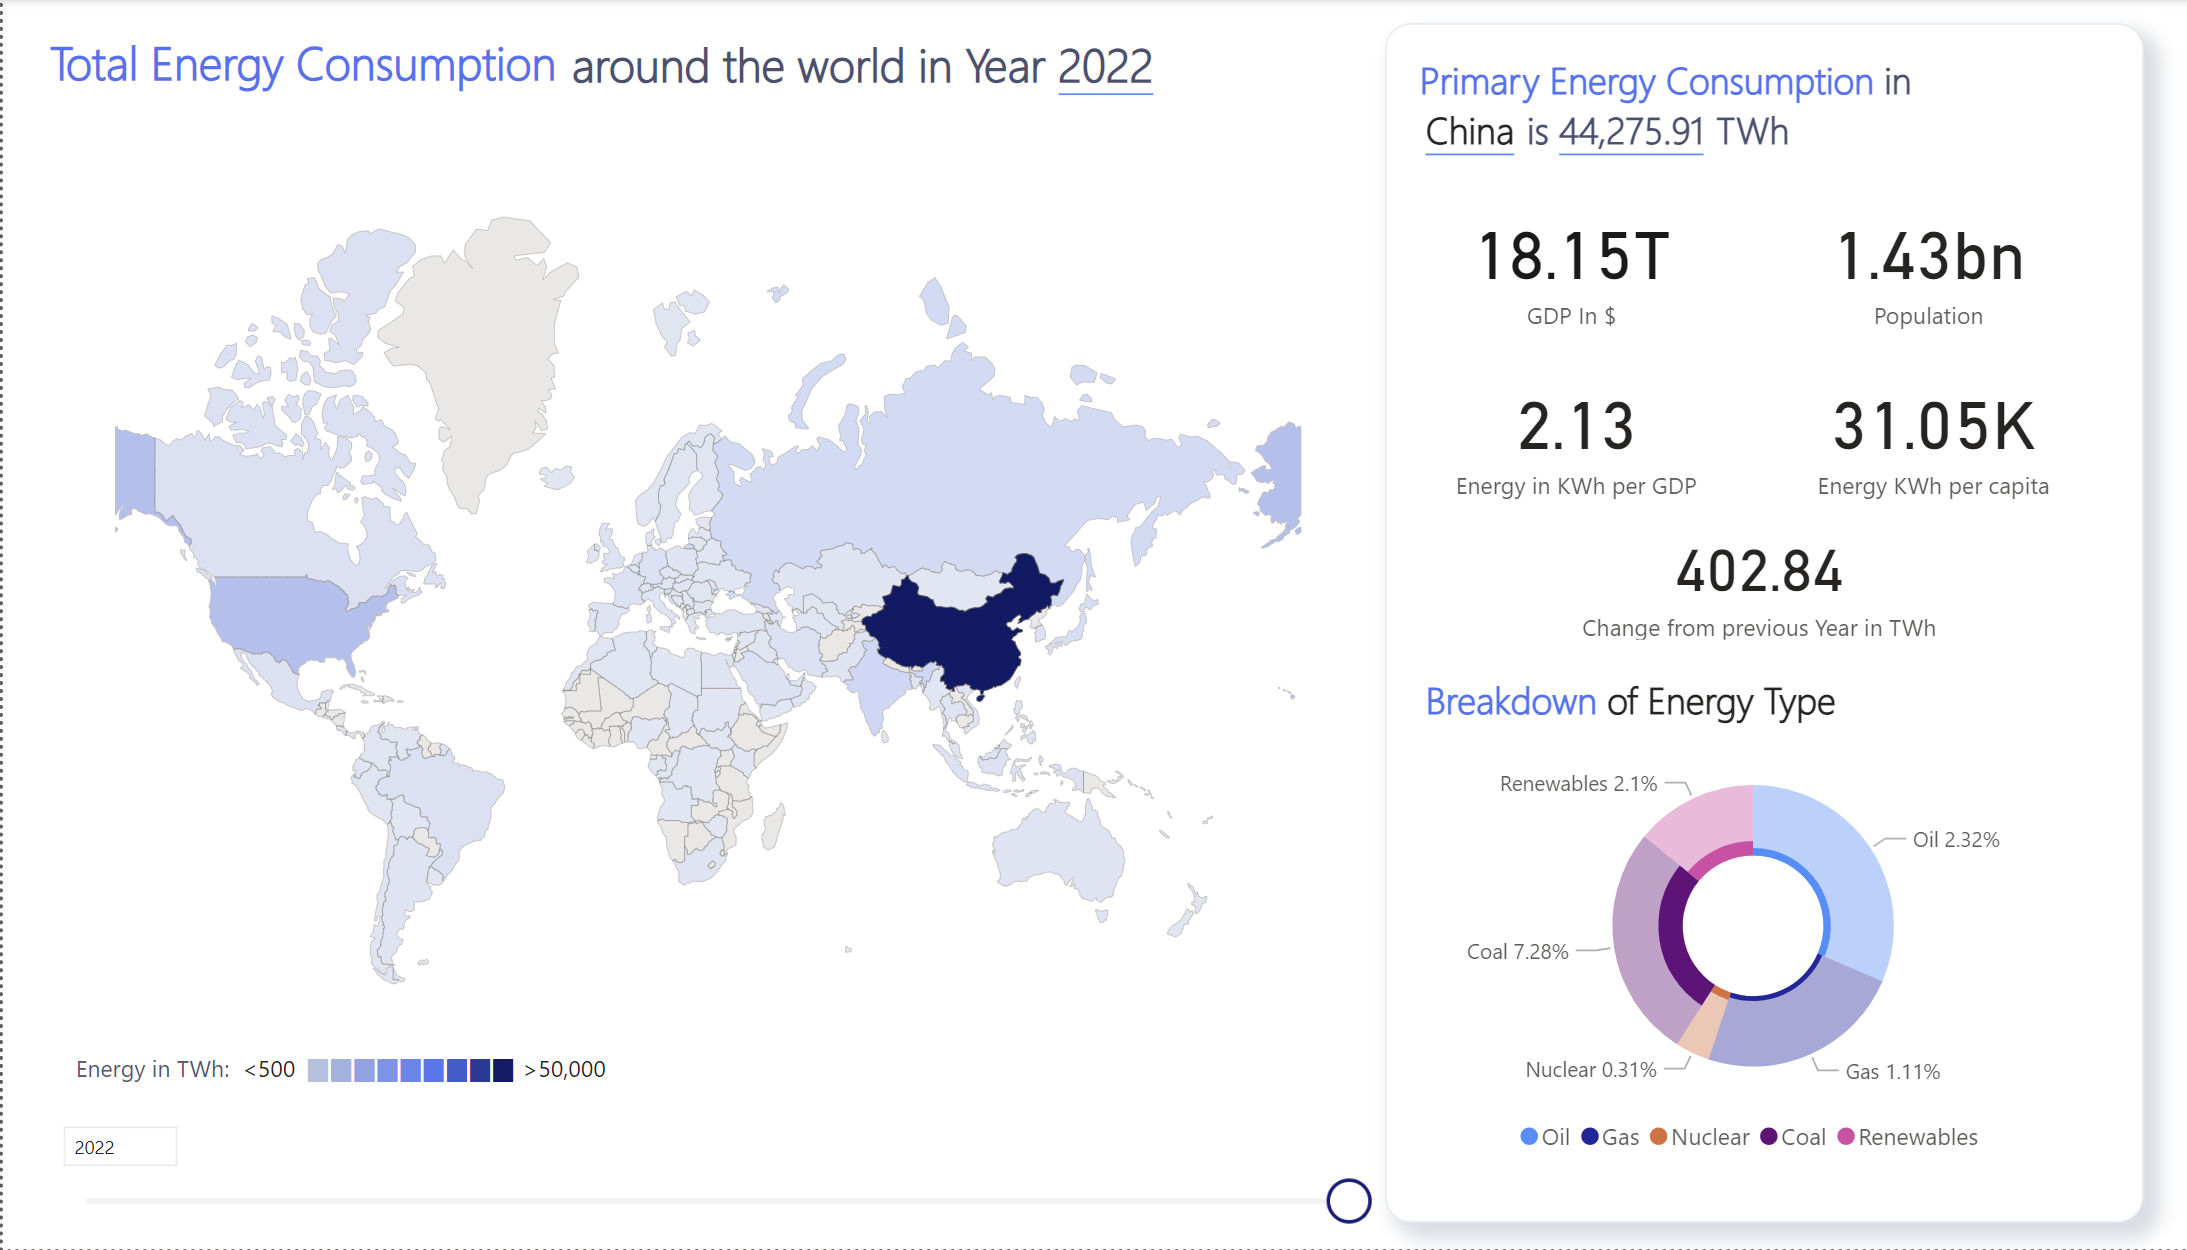 Total Energy Consumption around the world in Year 2022
Energy in TWh: <500 >50,000
2022
Primary Energy Consumption in
China is 44,275.91 TWh
18.15T
GDP In $
1.43bn
Population
2.13
Energy in KWh per GDP
31.05K
Energy KWh per capita
402.84
Change from previous Year in TWh
Breakdown of Energy Type
Renewables 2.1%
Oil 2.32%
Coal 7.28%
Nuclear 0.31%
Gas 1.11%
Oil Gas Nuclear Coal Renewables